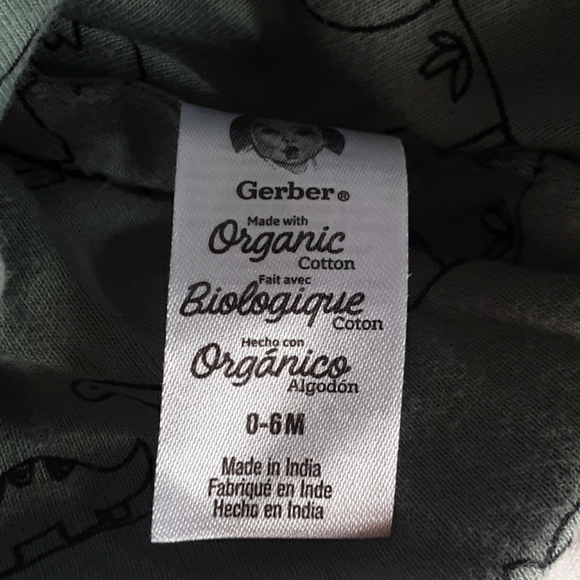 Gerber®
Made with
Organic
Cotton
Fait avec
Biologique
Coton
Hecho con
Orgánico
Algodón
0-6M
Made in India
Fabriqué en Inde
Hecho en India